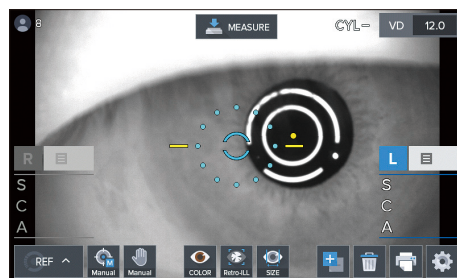 8
MEASURE
CYL−
VD 12.0
R
L
S
C
A
S
C
A
REF
M
Manual
Manual
COLOR
Retro-ILL
SIZE